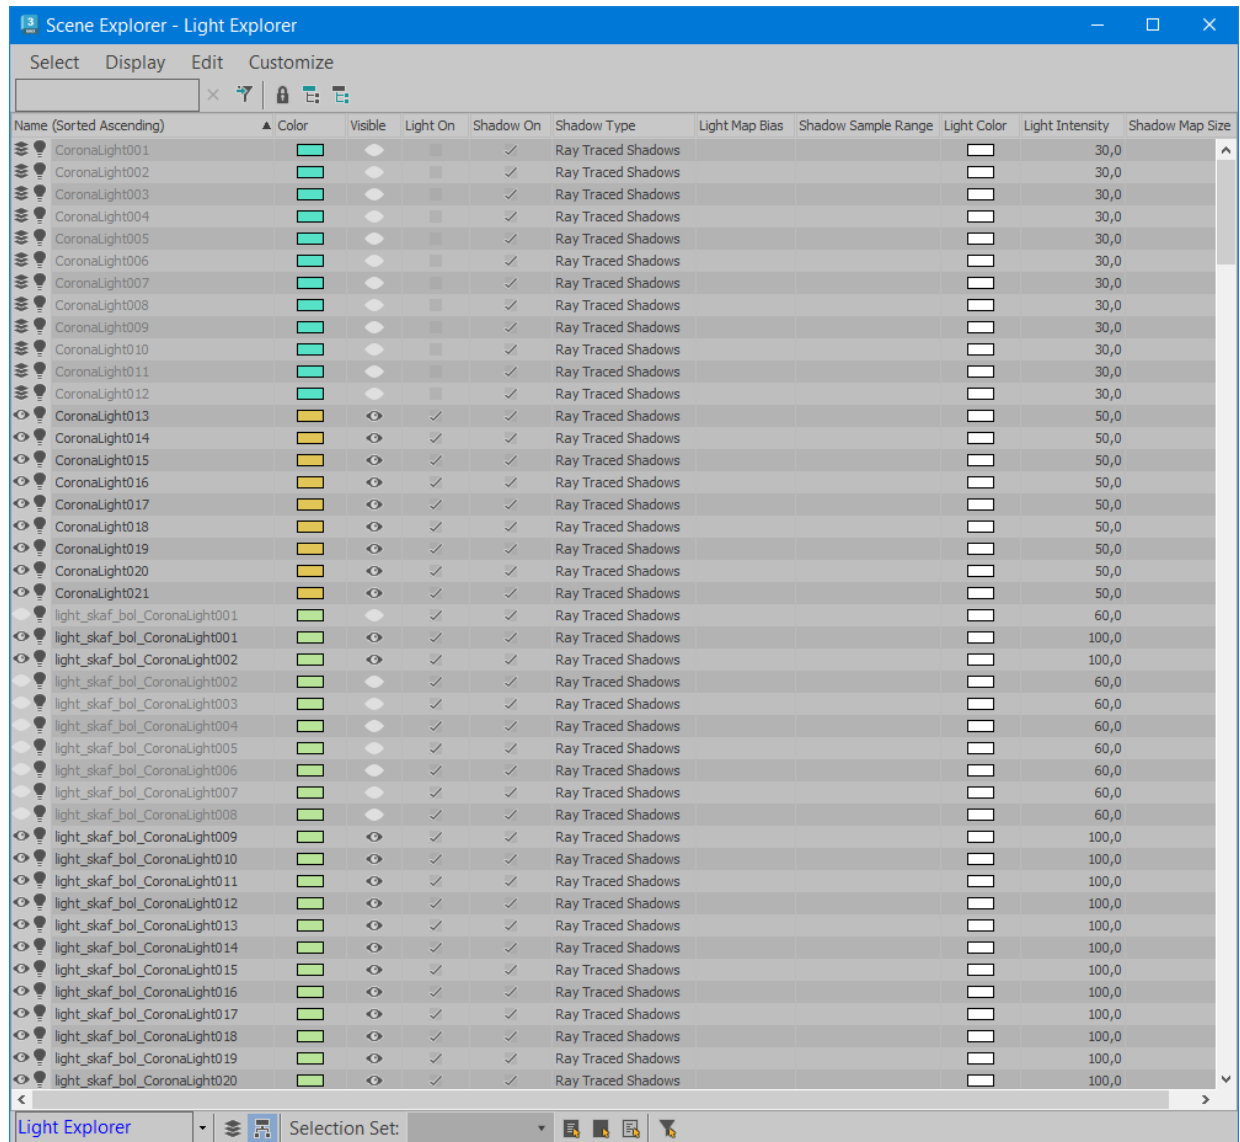 Scene Explorer - Light Explorer
Select Display Edit Customize
Name (Sorted Ascending) Color Visible Light On Shadow On Shadow Type Light Map Bias Shadow Sample Range Light Color Light Intensity Shadow Map Size
CoronaLight001 Ray Traced Shadows 30,0
CoronaLight002 Ray Traced Shadows 30,0
CoronaLight003 Ray Traced Shadows 30,0
CoronaLight004 Ray Traced Shadows 30,0
CoronaLight005 Ray Traced Shadows 30,0
CoronaLight006 Ray Traced Shadows 30,0
CoronaLight007 Ray Traced Shadows 30,0
CoronaLight008 Ray Traced Shadows 30,0
CoronaLight009 Ray Traced Shadows 30,0
CoronaLight010 Ray Traced Shadows 30,0
CoronaLight011 Ray Traced Shadows 30,0
CoronaLight012 Ray Traced Shadows 30,0
CoronaLight013 Ray Traced Shadows 50,0
CoronaLight014 Ray Traced Shadows 50,0
CoronaLight015 Ray Traced Shadows 50,0
CoronaLight016 Ray Traced Shadows 50,0
CoronaLight017 Ray Traced Shadows 50,0
CoronaLight018 Ray Traced Shadows 50,0
CoronaLight019 Ray Traced Shadows 50,0
CoronaLight020 Ray Traced Shadows 50,0
CoronaLight021 Ray Traced Shadows 50,0
light_skaf_bol_CoronaLight001 Ray Traced Shadows 60,0
light_skaf_bol_CoronaLight001 Ray Traced Shadows 100,0
light_skaf_bol_CoronaLight002 Ray Traced Shadows 100,0
light_skaf_bol_CoronaLight002 Ray Traced Shadows 60,0
light_skaf_bol_CoronaLight003 Ray Traced Shadows 60,0
light_skaf_bol_CoronaLight004 Ray Traced Shadows 60,0
light_skaf_bol_CoronaLight005 Ray Traced Shadows 60,0
light_skaf_bol_CoronaLight006 Ray Traced Shadows 60,0
light_skaf_bol_CoronaLight007 Ray Traced Shadows 60,0
light_skaf_bol_CoronaLight008 Ray Traced Shadows 60,0
light_skaf_bol_CoronaLight009 Ray Traced Shadows 100,0
light_skaf_bol_CoronaLight010 Ray Traced Shadows 100,0
light_skaf_bol_CoronaLight011 Ray Traced Shadows 100,0
light_skaf_bol_CoronaLight012 Ray Traced Shadows 100,0
light_skaf_bol_CoronaLight013 Ray Traced Shadows 100,0
light_skaf_bol_CoronaLight014 Ray Traced Shadows 100,0
light_skaf_bol_CoronaLight015 Ray Traced Shadows 100,0
light_skaf_bol_CoronaLight016 Ray Traced Shadows 100,0
light_skaf_bol_CoronaLight017 Ray Traced Shadows 100,0
light_skaf_bol_CoronaLight018 Ray Traced Shadows 100,0
light_skaf_bol_CoronaLight019 Ray Traced Shadows 100,0
light_skaf_bol_CoronaLight020 Ray Traced Shadows 100,0
Light Explorer Selection Set: